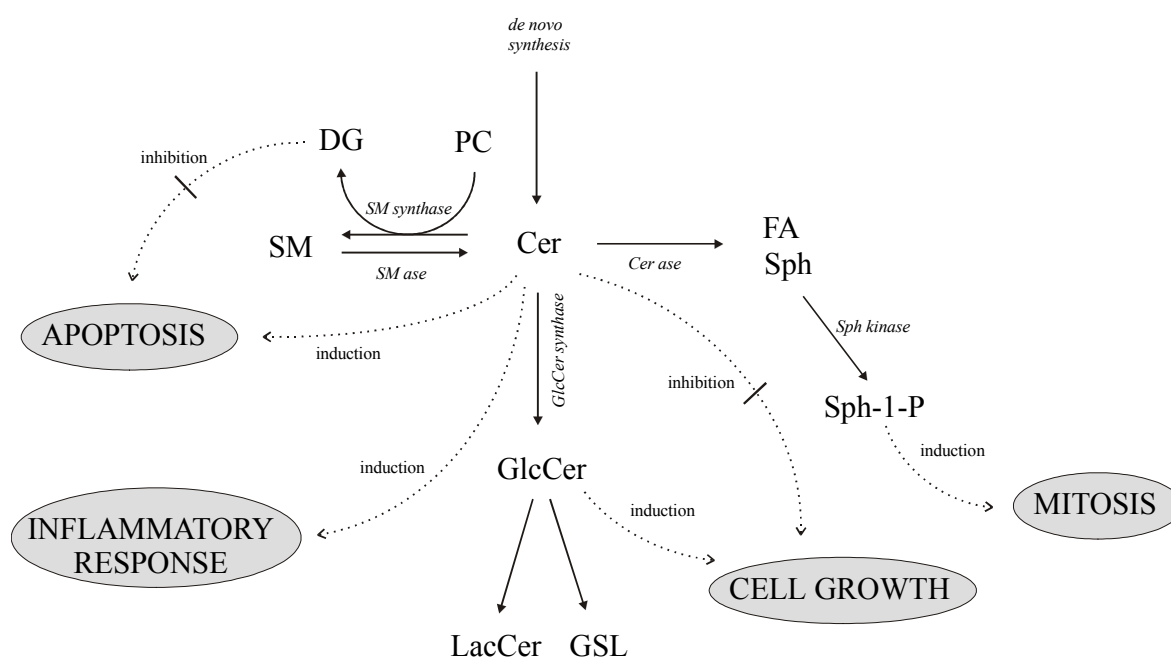 de novo
synthesis
DG
PC
inhibition
SM synthase
SM
Cer
SM ase
Cer ase
FA
Sph
APOPTOSIS
induction
GlcCer synthase
Sph kinase
inhibition
Sph-1-P
induction
induction
GlcCer
induction
MITOSIS
INFLAMMATORY
RESPONSE
CELL GROWTH
LacCer
GSL